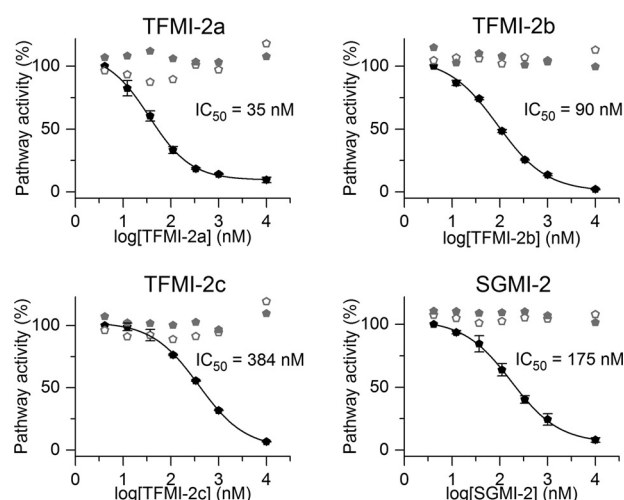 TFMI-2a
Pathway activity (%)
100
50
0
IC50 = 35 nM
0 1 2 3 4
log[TFMI-2a] (nM)
TFMI-2b
Pathway activity (%)
100
50
0
IC50 = 90 nM
0 1 2 3 4
log[TFMI-2b] (nM)
TFMI-2c
Pathway activity (%)
100
50
0
IC50 = 384 nM
0 1 2 3 4
log[TFMI-2c] (nM)
SGMI-2
Pathway activity (%)
100
50
0
IC50 = 175 nM
0 1 2 3 4
log[SGMI-2] (nM)